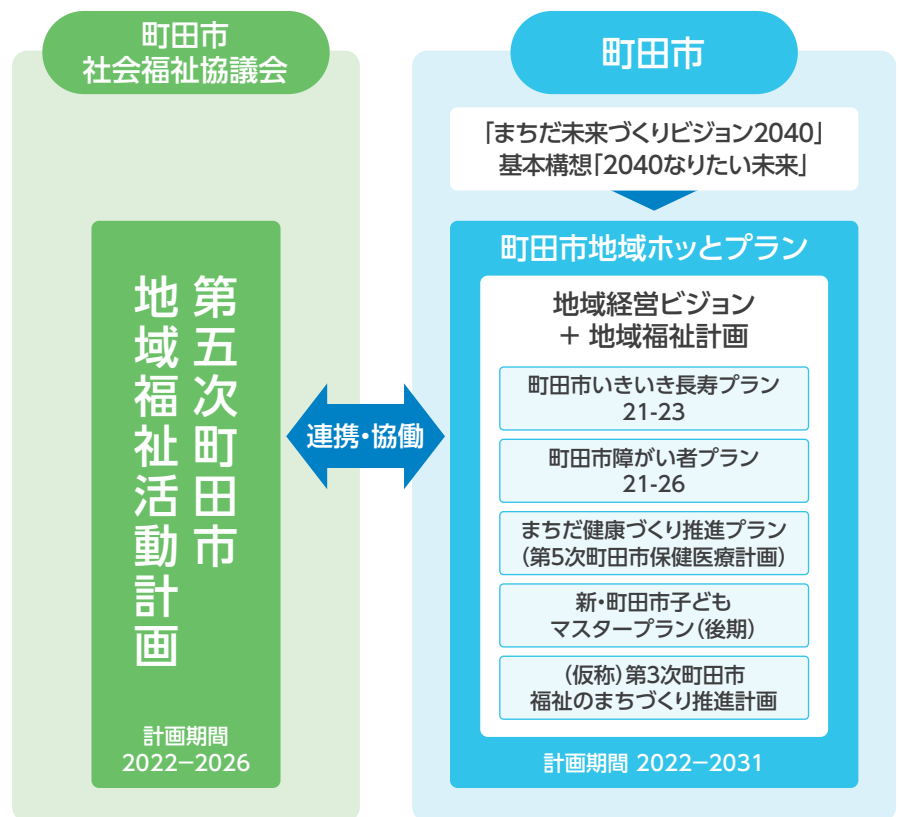 町田市
社会福祉協議会
第五次町田市
地域福祉活動計画
計画期間
2022−2026
連携・協働
町田市
「まちだ未来づくりビジョン2040」
基本構想「2040なりたい未来」
町田市地域ホッとプラン
地域経営ビジョン
＋ 地域福祉計画
町田市いきいき長寿プラン
21-23
町田市障がい者プラン
21-26
まちだ健康づくり推進プラン
（第5次町田市保健医療計画）
新・町田市子ども
マスタープラン（後期）
（仮称）第3次町田市
福祉のまちづくり推進計画
計画期間 2022−2031